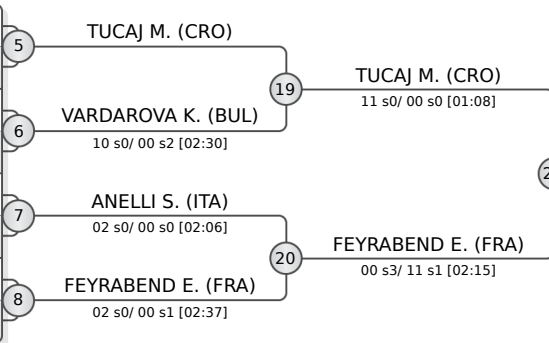 TUCAJ M. (CRO)
5
TUCAJ M. (CRO)
19
11 s0/ 00 s0 [01:08]
VARDAROVA K. (BUL)
6
10 s0/ 00 s2 [02:30]
ANELLI S. (ITA)
7
02 s0/ 00 s0 [02:06]
FEYRABEND E. (FRA)
20
00 s3/ 11 s1 [02:15]
FEYRABEND E. (FRA)
8
02 s0/ 00 s1 [02:37]